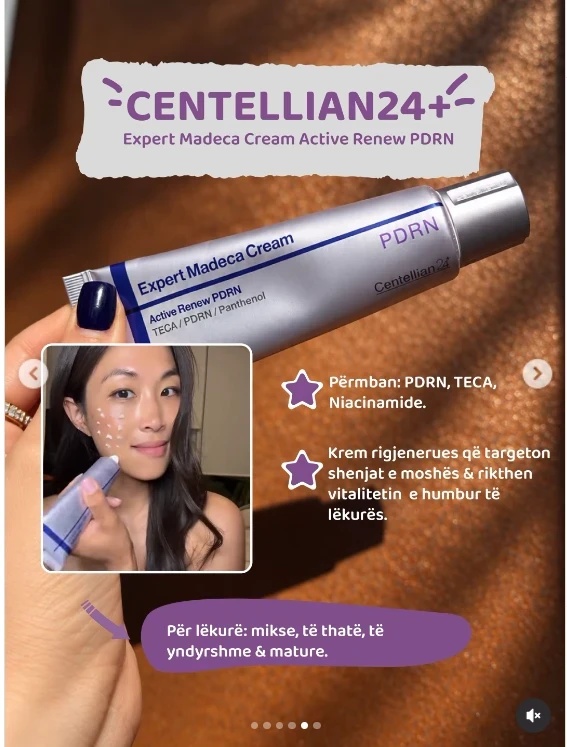 CENTELLIAN24+
Expert Madeca Cream Active Renew PDRN
Expert Madeca Cream
PDRN
Active Renew PDRN
TECA / PDRN / Panthenol
Centellian24
Përmban: PDRN, TECA,
Niacinamide.
Krem rigjenerues që targeton
shenjat e moshës & rikthen
vitalitetin e humbur të
lëkurës.
Për lëkurë: mikse, të thatë, të
yndyrshme & mature.